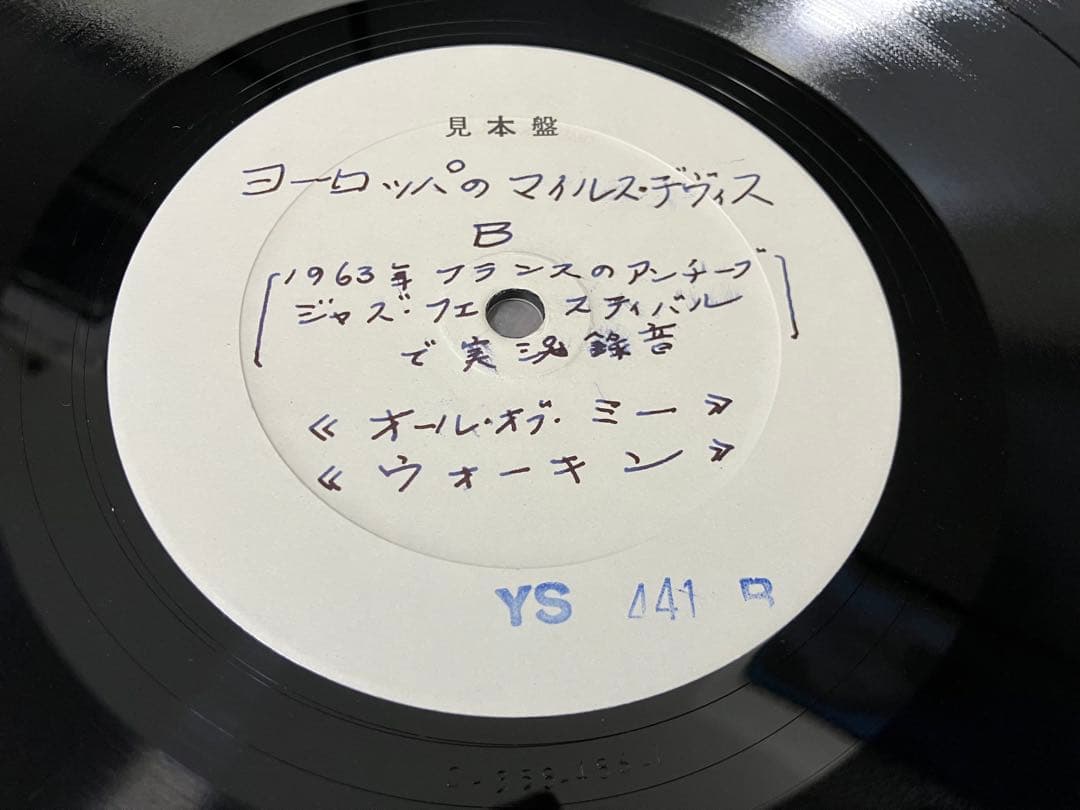 見本盤
ヨーロッパの マイルス・デヴィス
B
[1963年 フランスのアンチーブ
ジャズ・フェスティバル
で実況録音]
≪ オール・オブ・ミー ≫
≪ ウォーキン ≫
YS 441 B